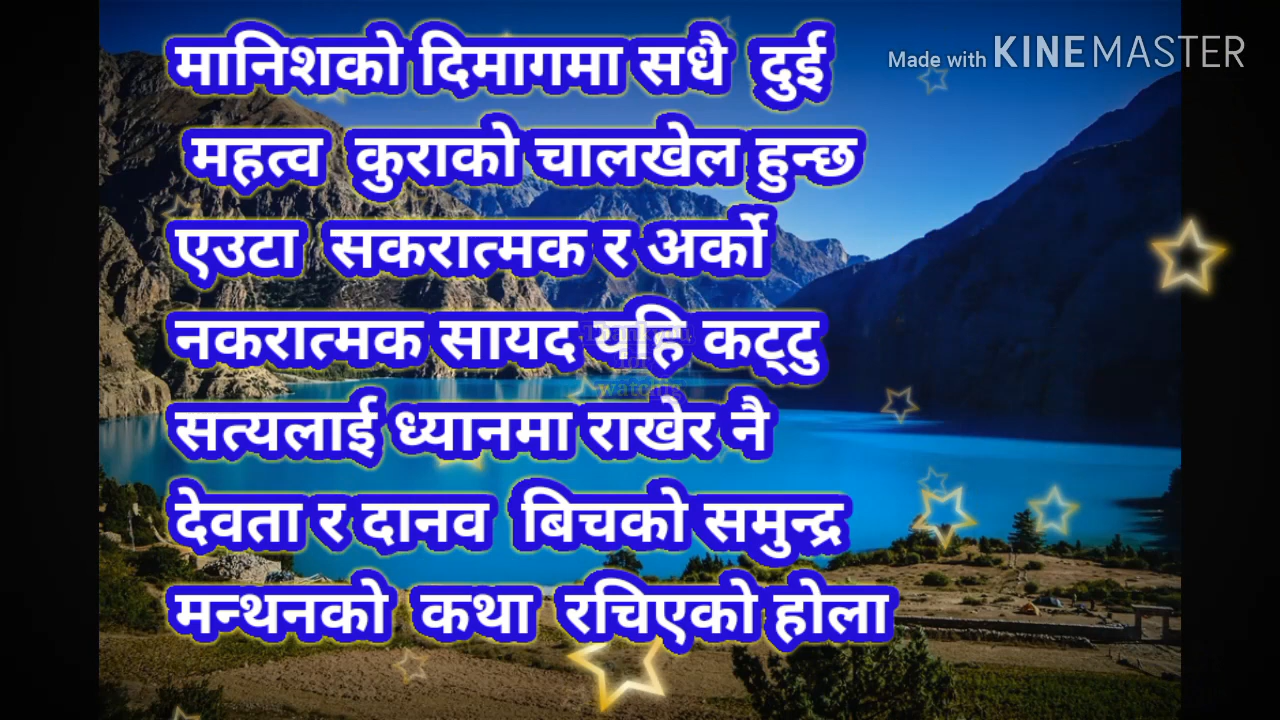 मानिशको दिमागमा सधै दुई
Made with KINEMASTER
महत्व कुराको चालखेल हुन्छ
एउटा सकरात्मक र अर्को
नकरात्मक सायद यहि कट्टु
सत्यलाई ध्यानमा राखेर नै
देवता र दानव बिचको समुन्द्र
मन्थनको कथा रचिएको होला